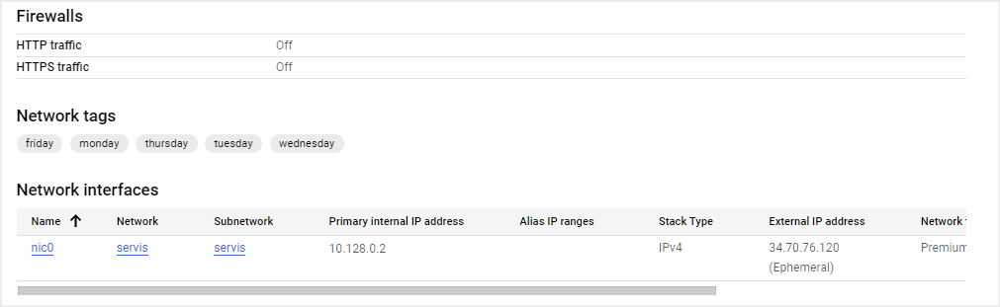 Firewalls
HTTP traffic Off
HTTPS traffic Off
Network tags
friday monday thursday tuesday wednesday
Network interfaces
Name Network Subnetwork Primary internal IP address Alias IP ranges Stack Type External IP address Network
nic0 servis servis 10.128.0.2 IPv4 34.70.76.120 Premium
(Ephemeral)